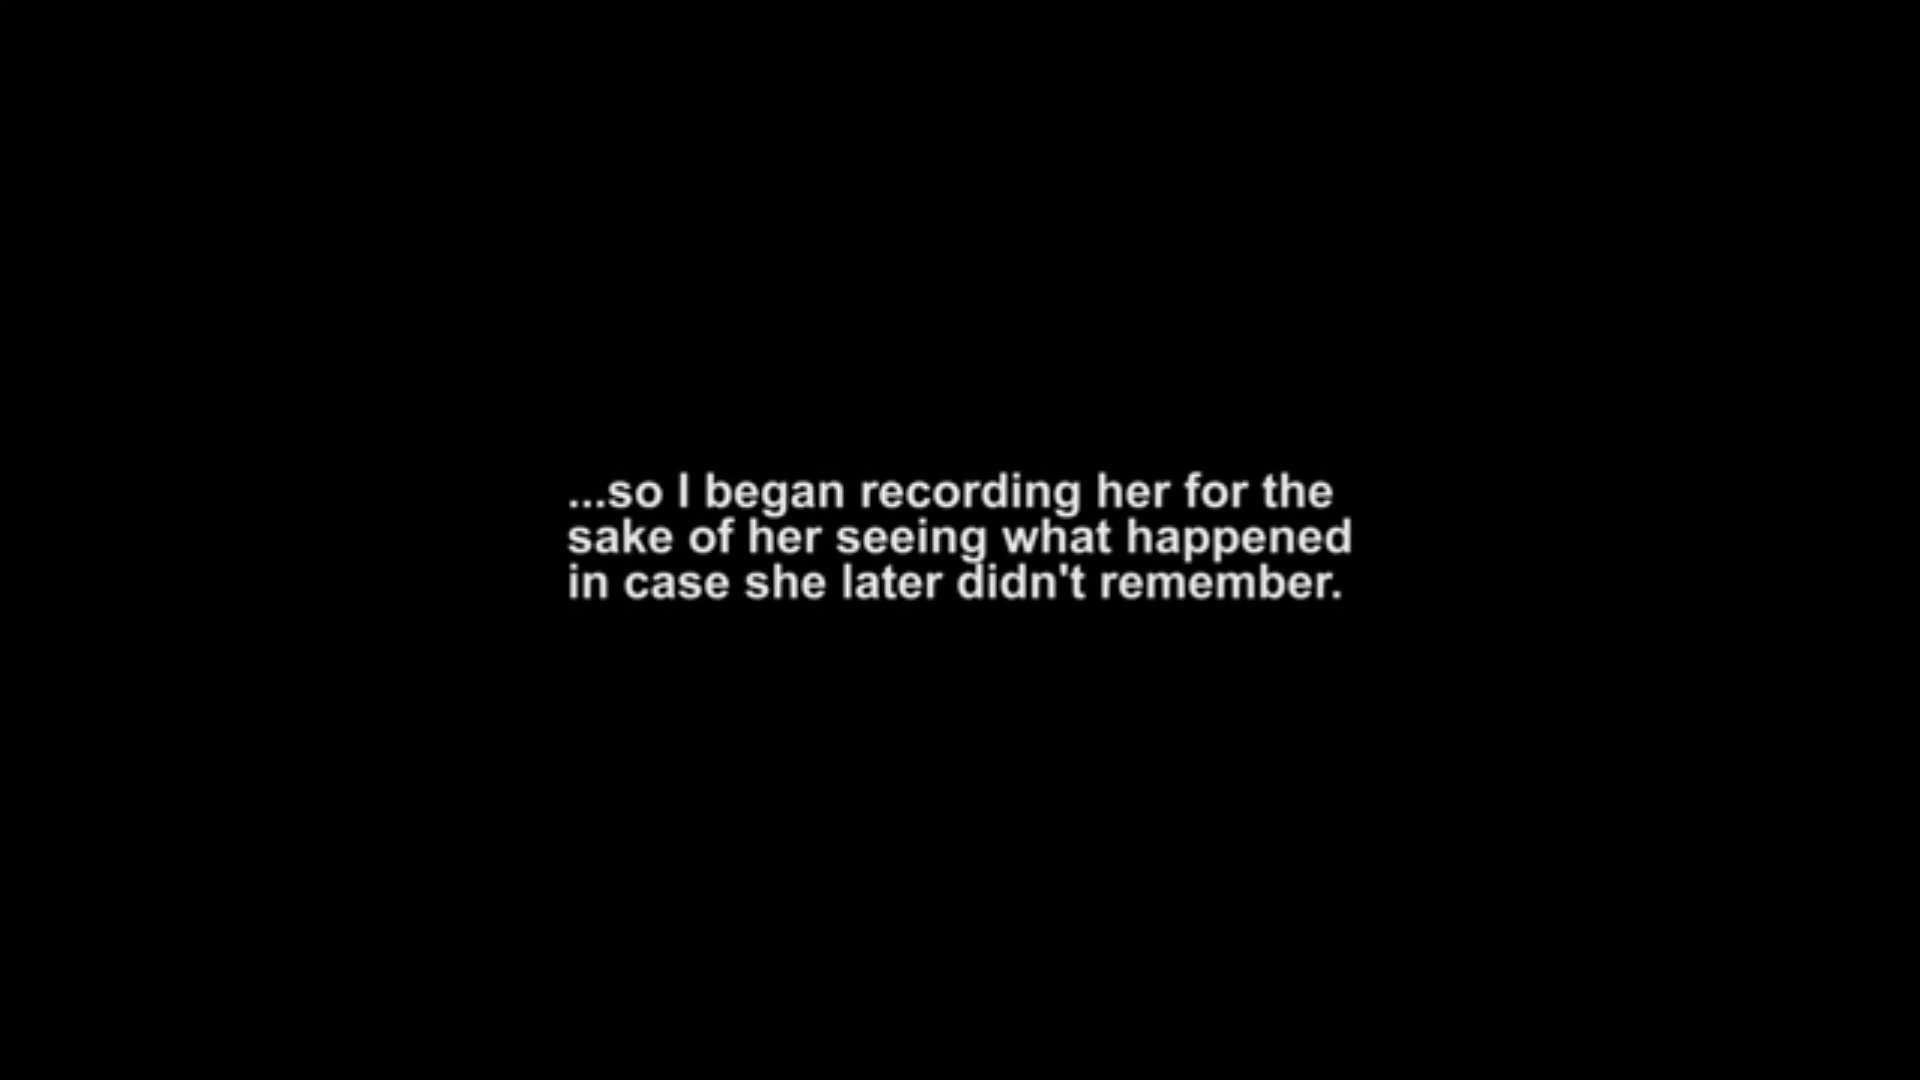 ...so I began recording her for the
sake of her seeing what happened
in case she later didn't remember.